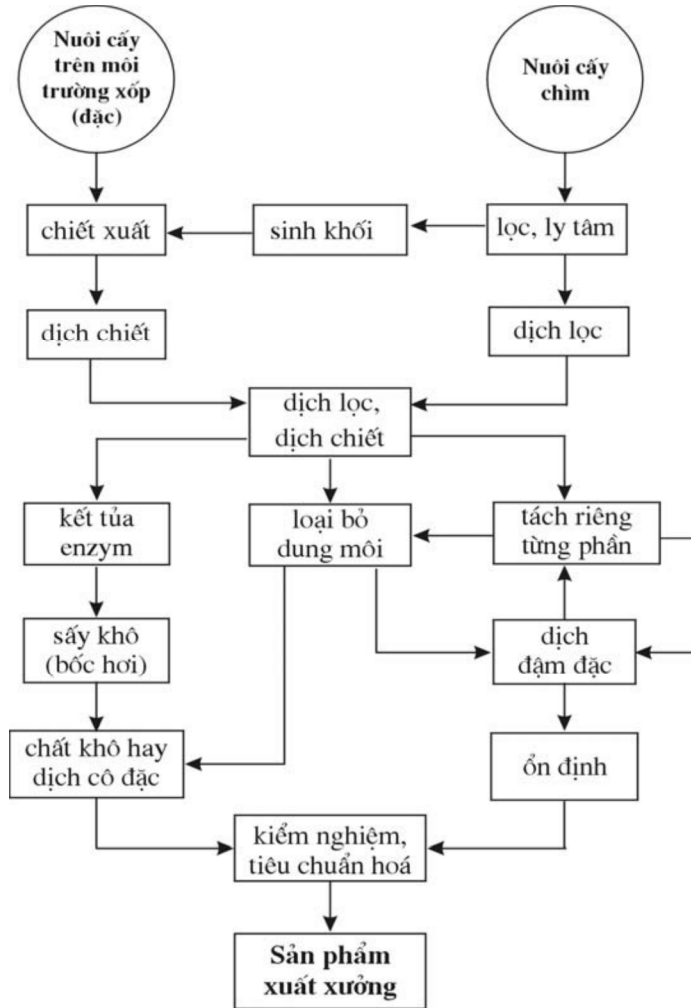 Nuôi cấy
trên môi
trường xốp
(đặc)
Nuôi cấy
chìm
chiết xuất
sinh khối
lọc, ly tâm
dịch chiết
dịch lọc
dịch lọc,
dịch chiết
kết tủa
enzym
loại bỏ
dung môi
tách riêng
từng phần
sấy khô
(bốc hơi)
dịch
đậm đặc
chất khô hay
dịch cô đặc
ổn định
kiểm nghiệm,
tiêu chuẩn hoá
Sản phẩm
xuất xưởng